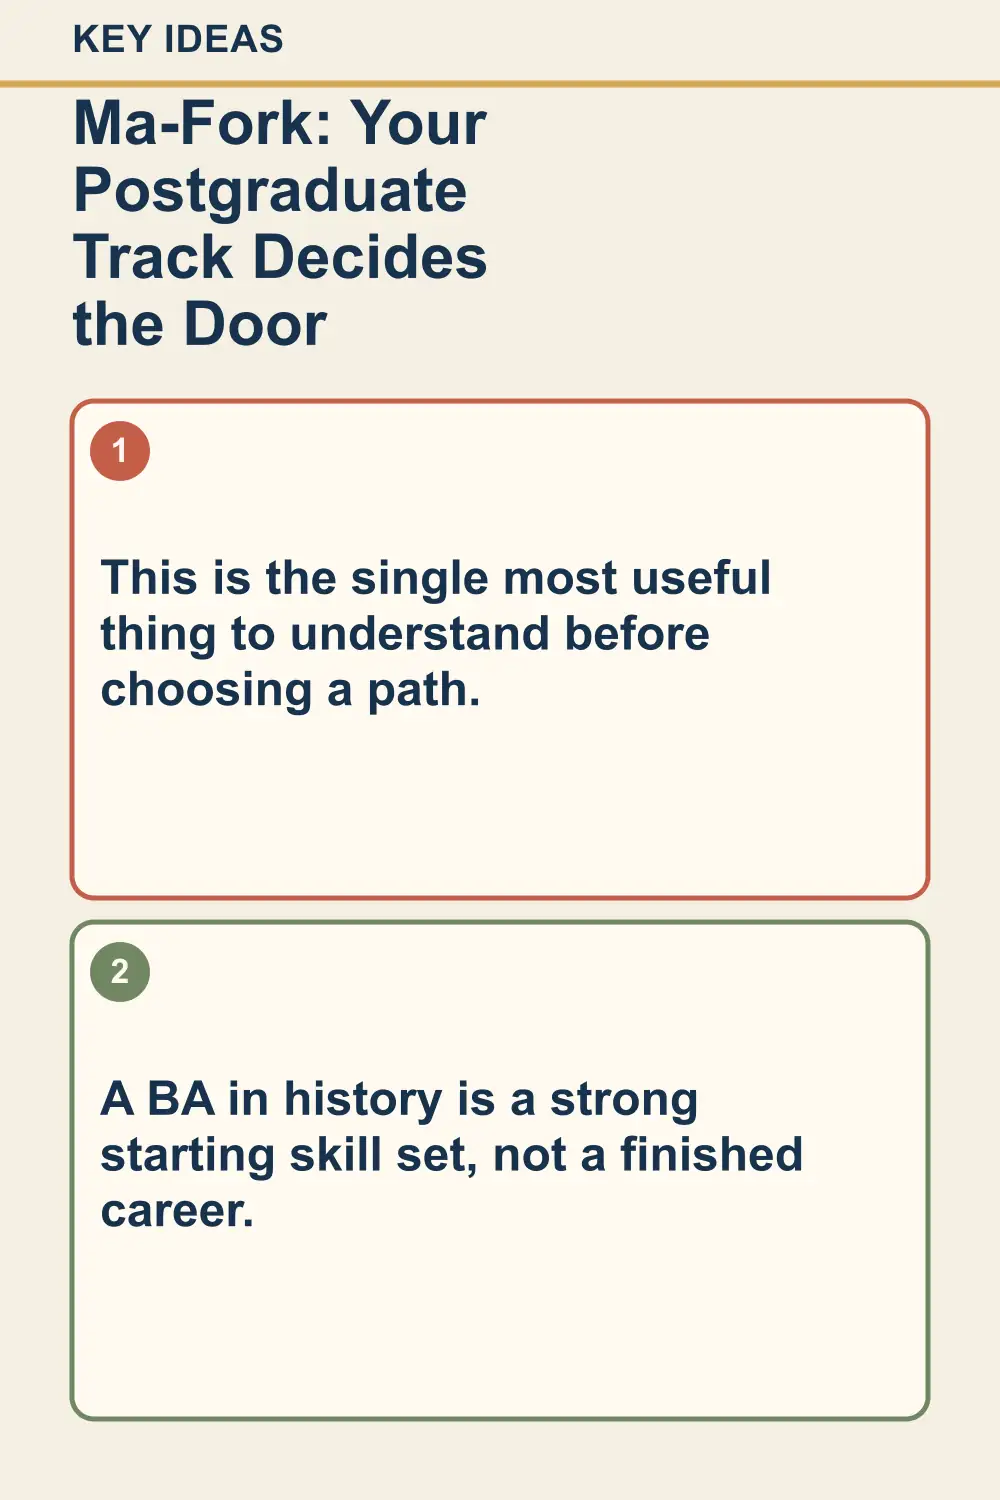 KEY IDEAS
Ma-Fork: Your
Postgraduate
Track Decides
the Door
1
This is the single most useful
thing to understand before
choosing a path.
2
A BA in history is a strong
starting skill set, not a finished
career.